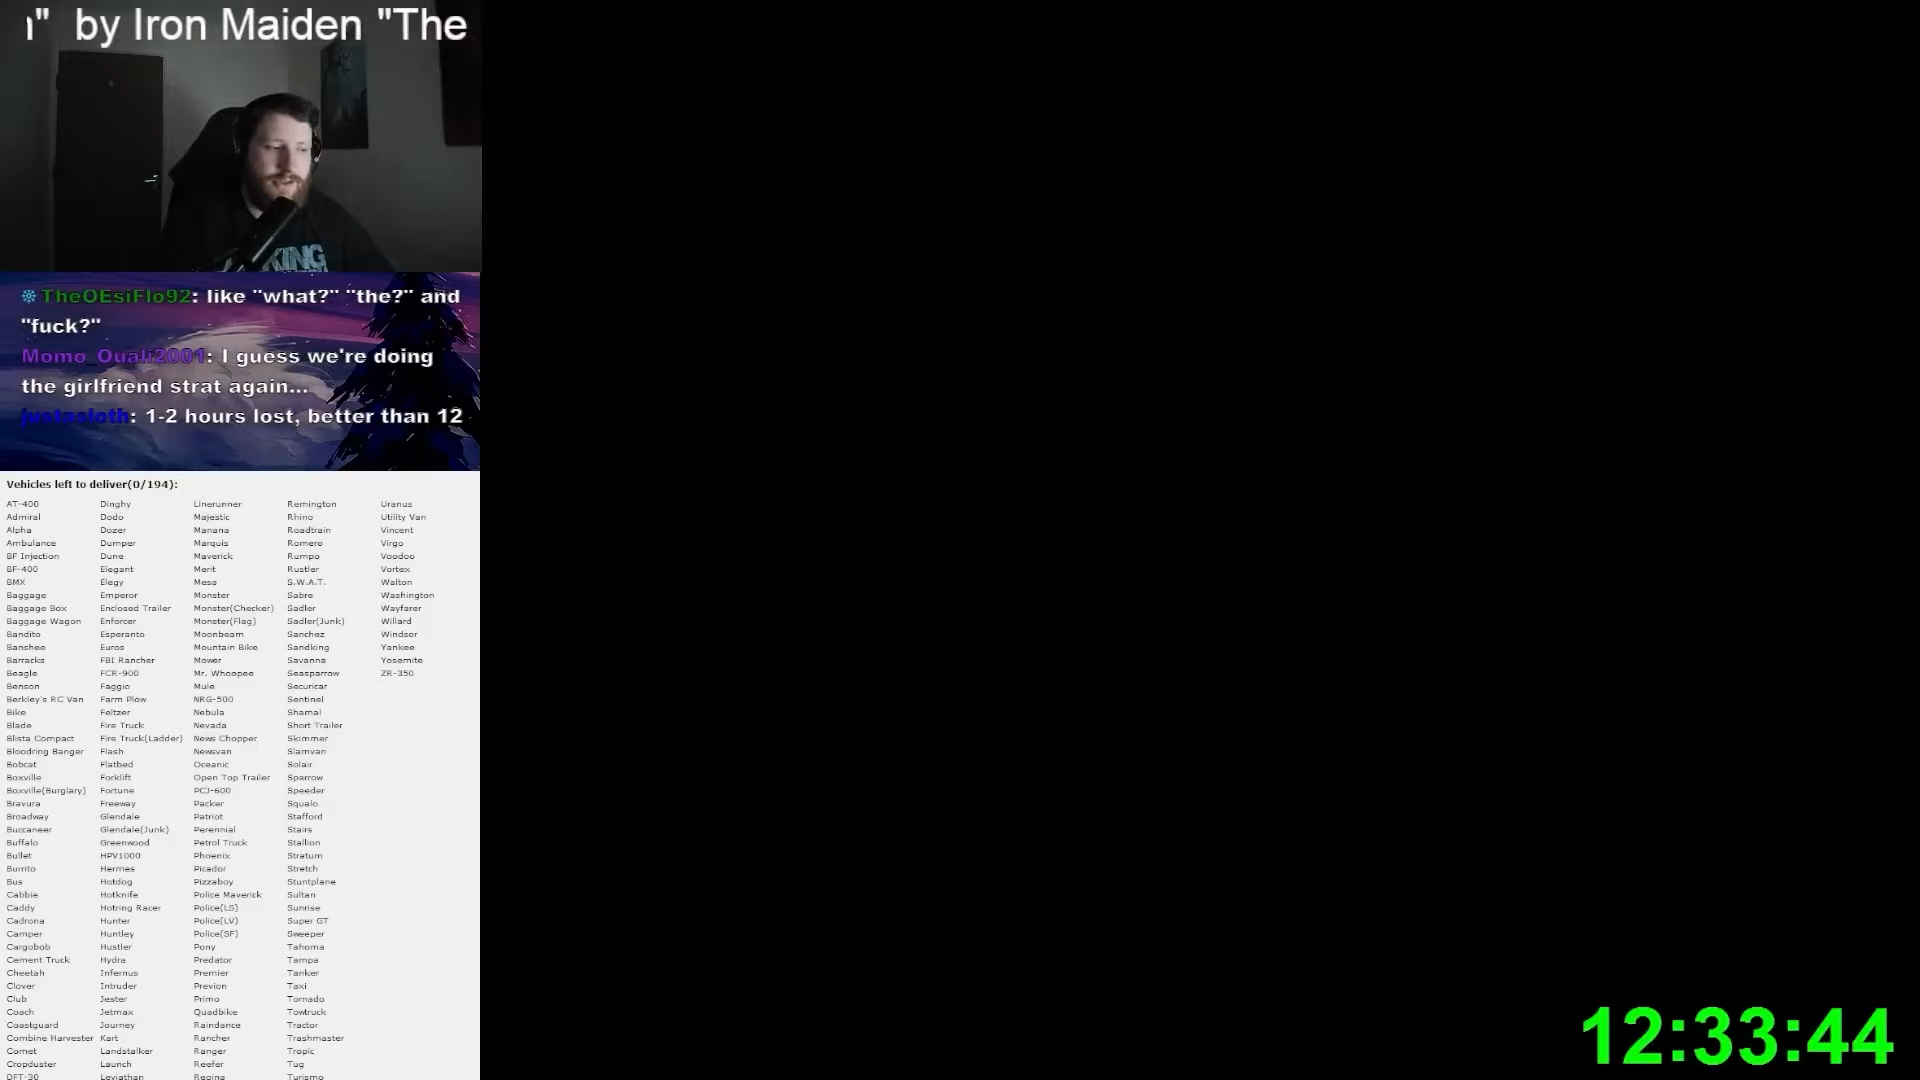 " by Iron Maiden "The
KING
TheOEsiFlo92: like "what?" "the?" and
"fuck?"
Momo_Ouali2001: I guess we're doing
the girlfriend strat again...
justasloth: 1-2 hours lost, better than 12
Vehicles left to deliver(0/194):
AT-400 Dinghy Linerunner Remington Uranus
Admiral Dodo Majestic Rhino Utility Van
Alpha Dozer Manana Roadtrain Vincent
Ambulance Dumper Marquis Romero Virgo
BF Injection Dune Maverick Rumpo Voodoo
BF-400 Elegant Merit Rustler Vortex
BMX Elegy Mesa S.W.A.T. Walton
Baggage Emperor Monster Sabre Washington
Baggage Box Enclosed Trailer Monster(Checker) Sadler Wayfarer
Baggage Wagon Enforcer Monster(Flag) Sadler(Junk) Willard
Bandito Esperanto Moonbeam Sanchez Windsor
Banshee Euros Mountain Bike Sandking Yankee
Barracks FBI Rancher Mower Savanna Yosemite
Beagle FCR-900 Mr. Whoopee Seasparrow ZR-350
Benson Faggio Mule Securicar
Berkley's RC Van Farm Plow NRG-500 Sentinel
Bike Feltzer Nebula Shamal
Blade Fire Truck Nevada Short Trailer
Blista Compact Fire Truck(Ladder) News Chopper Skimmer
Bloodring Banger Flash Newsvan Slamvan
Bobcat Flatbed Oceanic Solair
Boxville Forklift Open Top Trailer Sparrow
Boxville(Burglary) Fortune PCJ-600 Speeder
Bravura Freeway Packer Squalo
Broadway Glendale Patriot Stafford
Buccaneer Glendale(Junk) Perennial Stairs
Buffalo Greenwood Petrol Truck Stallion
Bullet HPV1000 Phoenix Stratum
Burrito Hermes Picador Stretch
Bus Hotdog Pizzaboy Stuntplane
Cabbie Hotknife Police Maverick Sultan
Caddy Hotring Racer Police(LS) Sunrise
Cadrona Hunter Police(LV) Super GT
Camper Huntley Police(SF) Sweeper
Cargobob Hustler Pony Tahoma
Cement Truck Hydra Predator Tampa
Cheetah Infernus Premier Tanker
Clover Intruder Previon Taxi
Club Jester Primo Tornado
Coach Jetmax Quadbike Towtruck
Coastguard Journey Raindance Tractor
Combine Harvester Kart Rancher Trashmaster
Comet Landstalker Ranger Tropic
Cropduster Launch Reefer Tug
DFT-30 Leviathan Regina Turismo
12:33:44